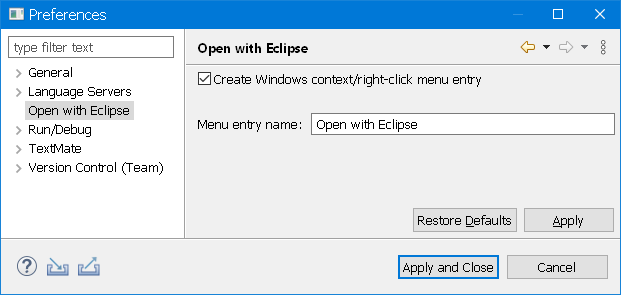 Preferences
type filter text
General
Language Servers
Open with Eclipse
Run/Debug
TextMate
Version Control (Team)
Open with Eclipse
Create Windows context/right-click menu entry
Menu entry name: Open with Eclipse
Restore Defaults Apply
? Apply and Close Cancel